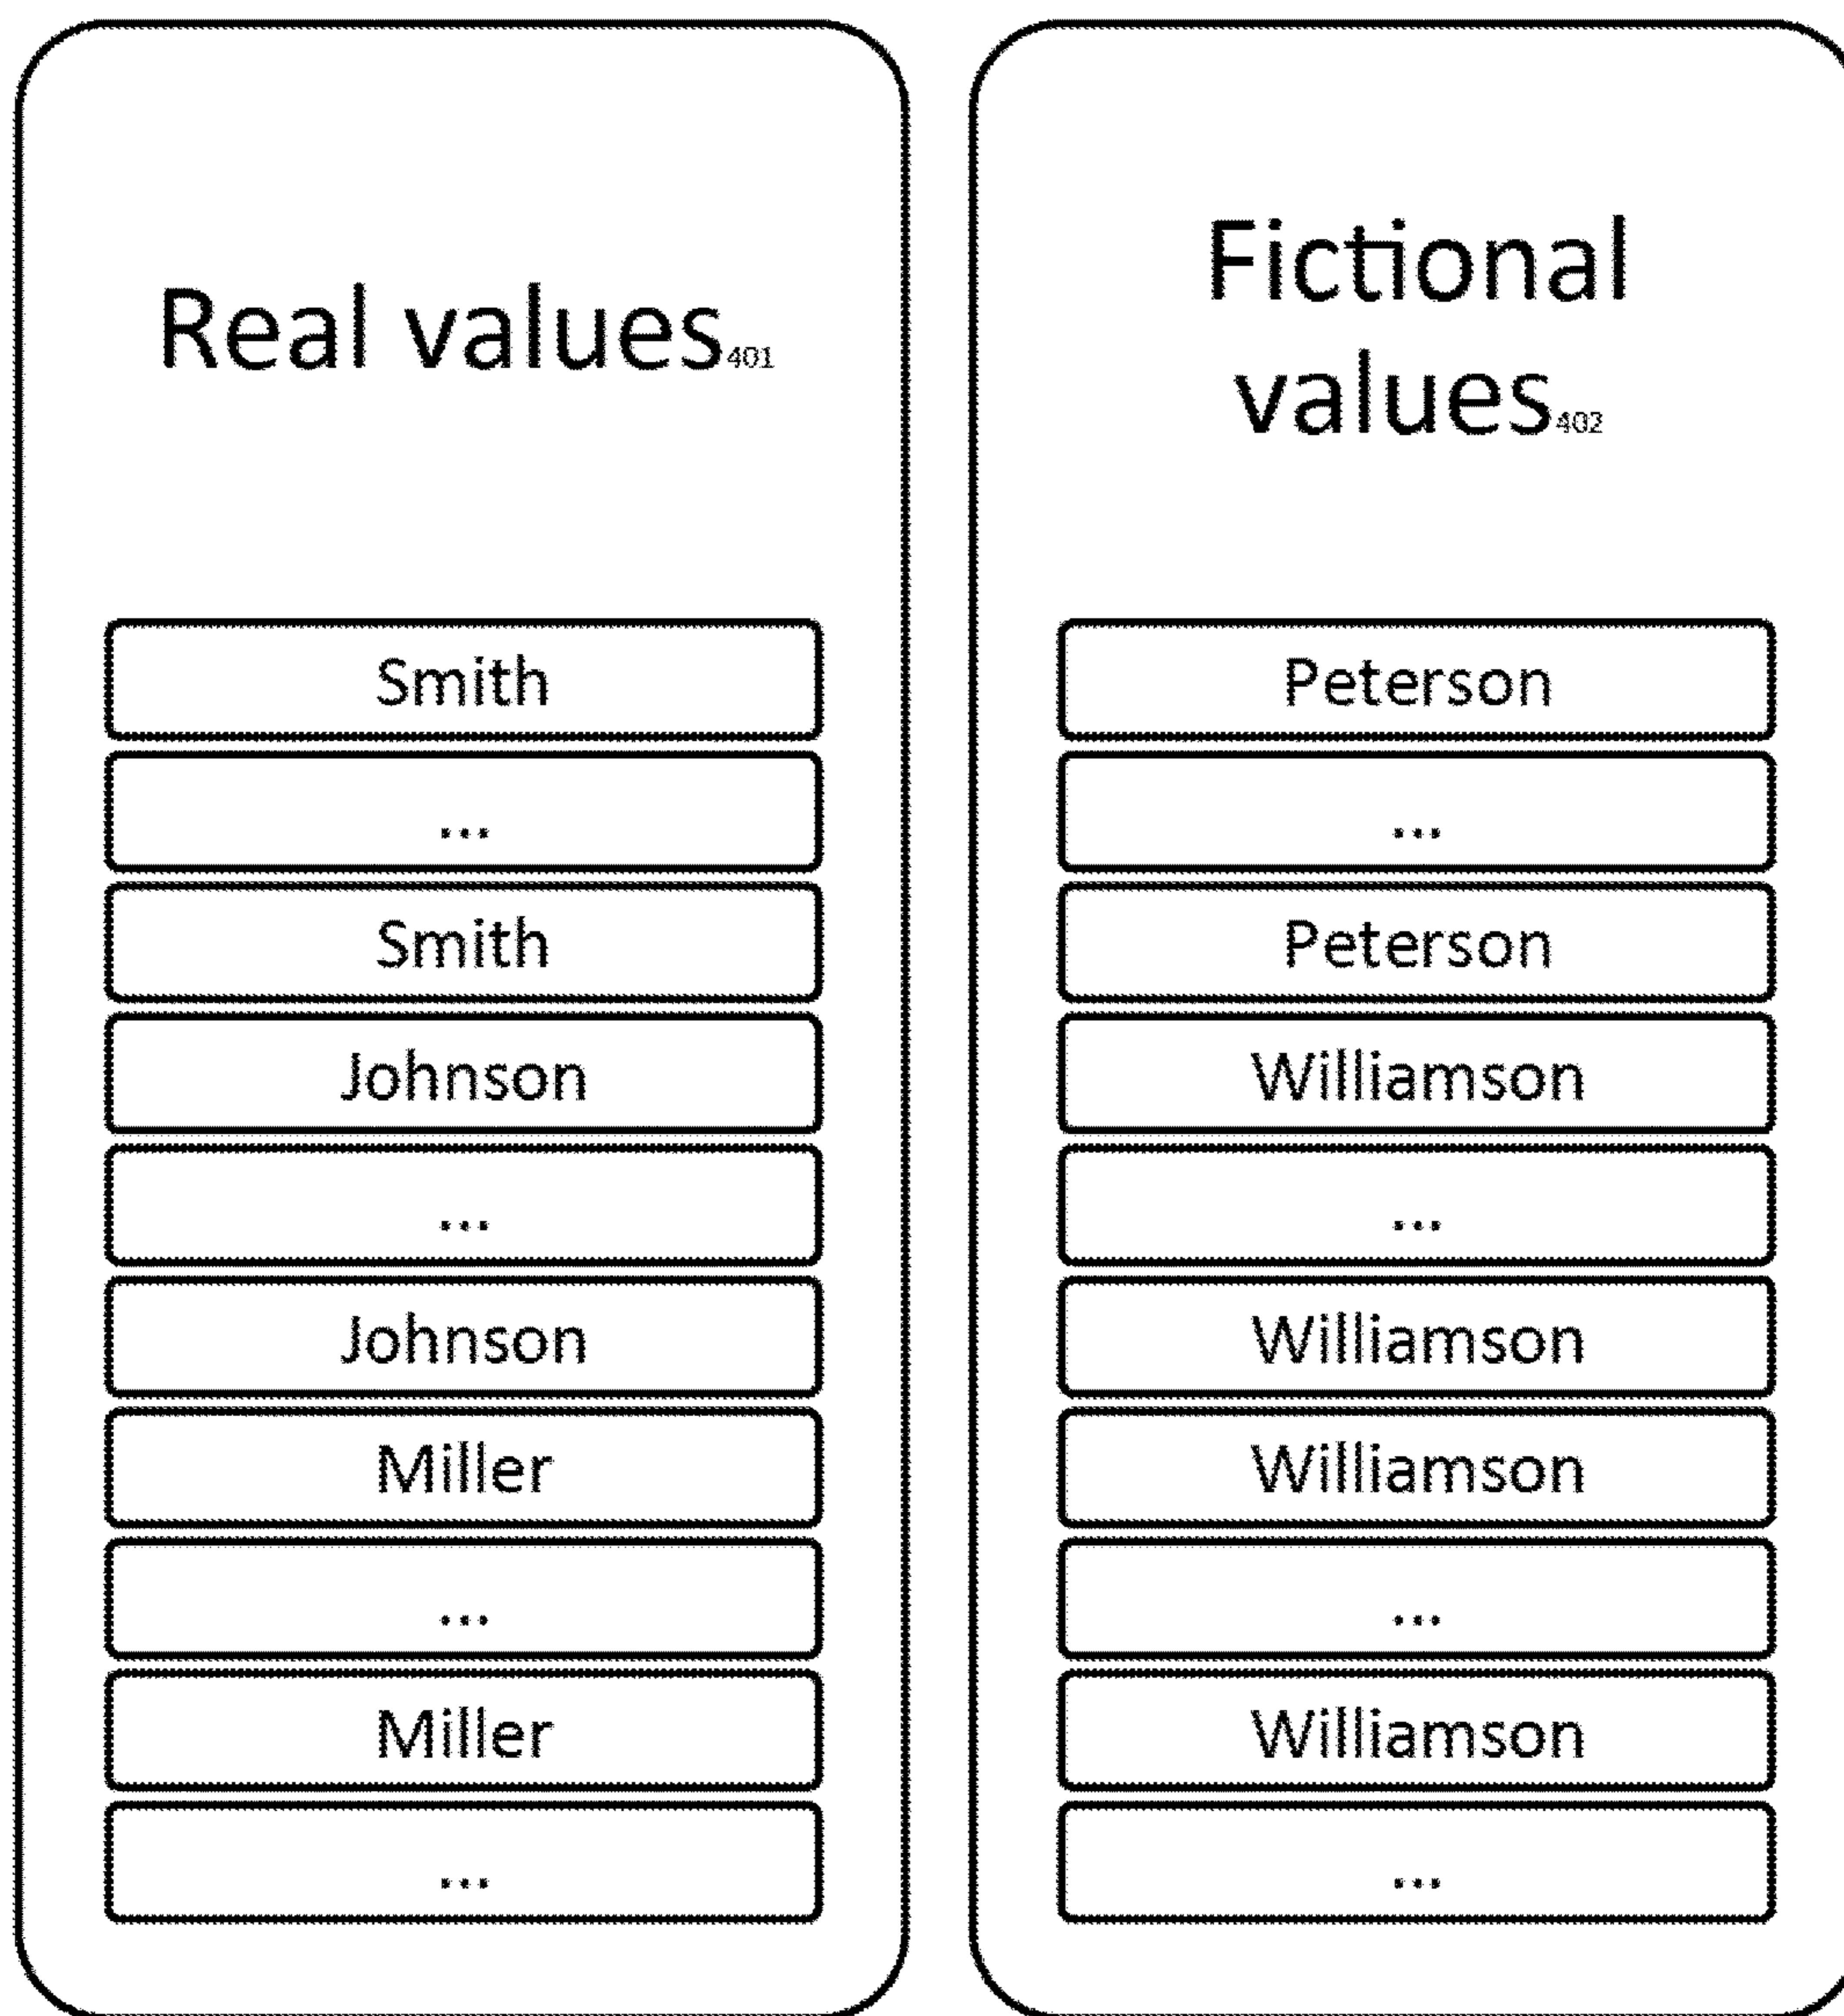 Real values401
Smith
...
Smith
Johnson
...
Johnson
Miller
...
Miller
...
Fictional
values402
Peterson
...
Peterson
Williamson
...
Williamson
Williamson
...
Williamson
...